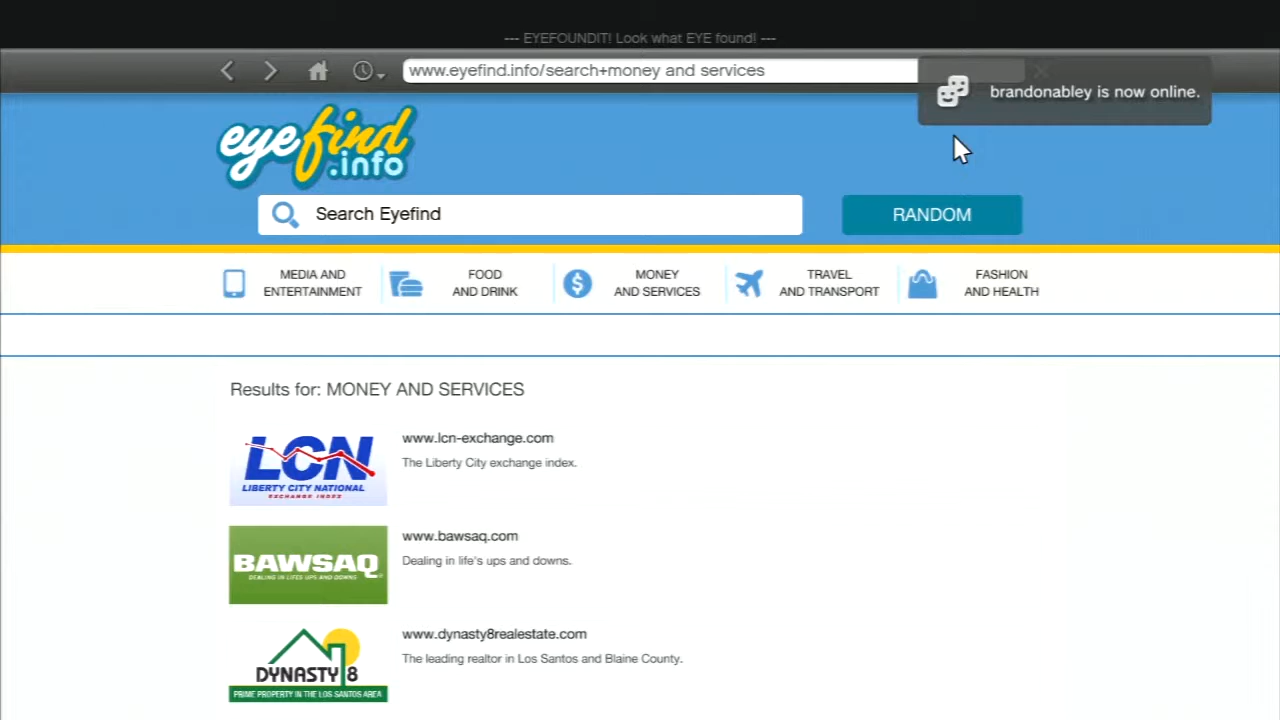 --- EYEFOUNDIT! Look what EYE found! ---
www.eyefind.info/search+money and services
brandonabley is now online.
eyefind
.info
Search Eyefind
RANDOM
MEDIA AND
ENTERTAINMENT
FOOD
AND DRINK
MONEY
AND SERVICES
TRAVEL
AND TRANSPORT
FASHION
AND HEALTH
Results for: MONEY AND SERVICES
LCN
LIBERTY CITY NATIONAL
EXCHANGE INDEX
www.lcn-exchange.com
The Liberty City exchange index.
BAWSAQ
DEALING IN LIFE'S UPS AND DOWNS
www.bawsaq.com
Dealing in life's ups and downs.
DYNASTY 8
PRIME PROPERTY IN THE LOS SANTOS AREA
www.dynasty8realestate.com
The leading realtor in Los Santos and Blaine County.